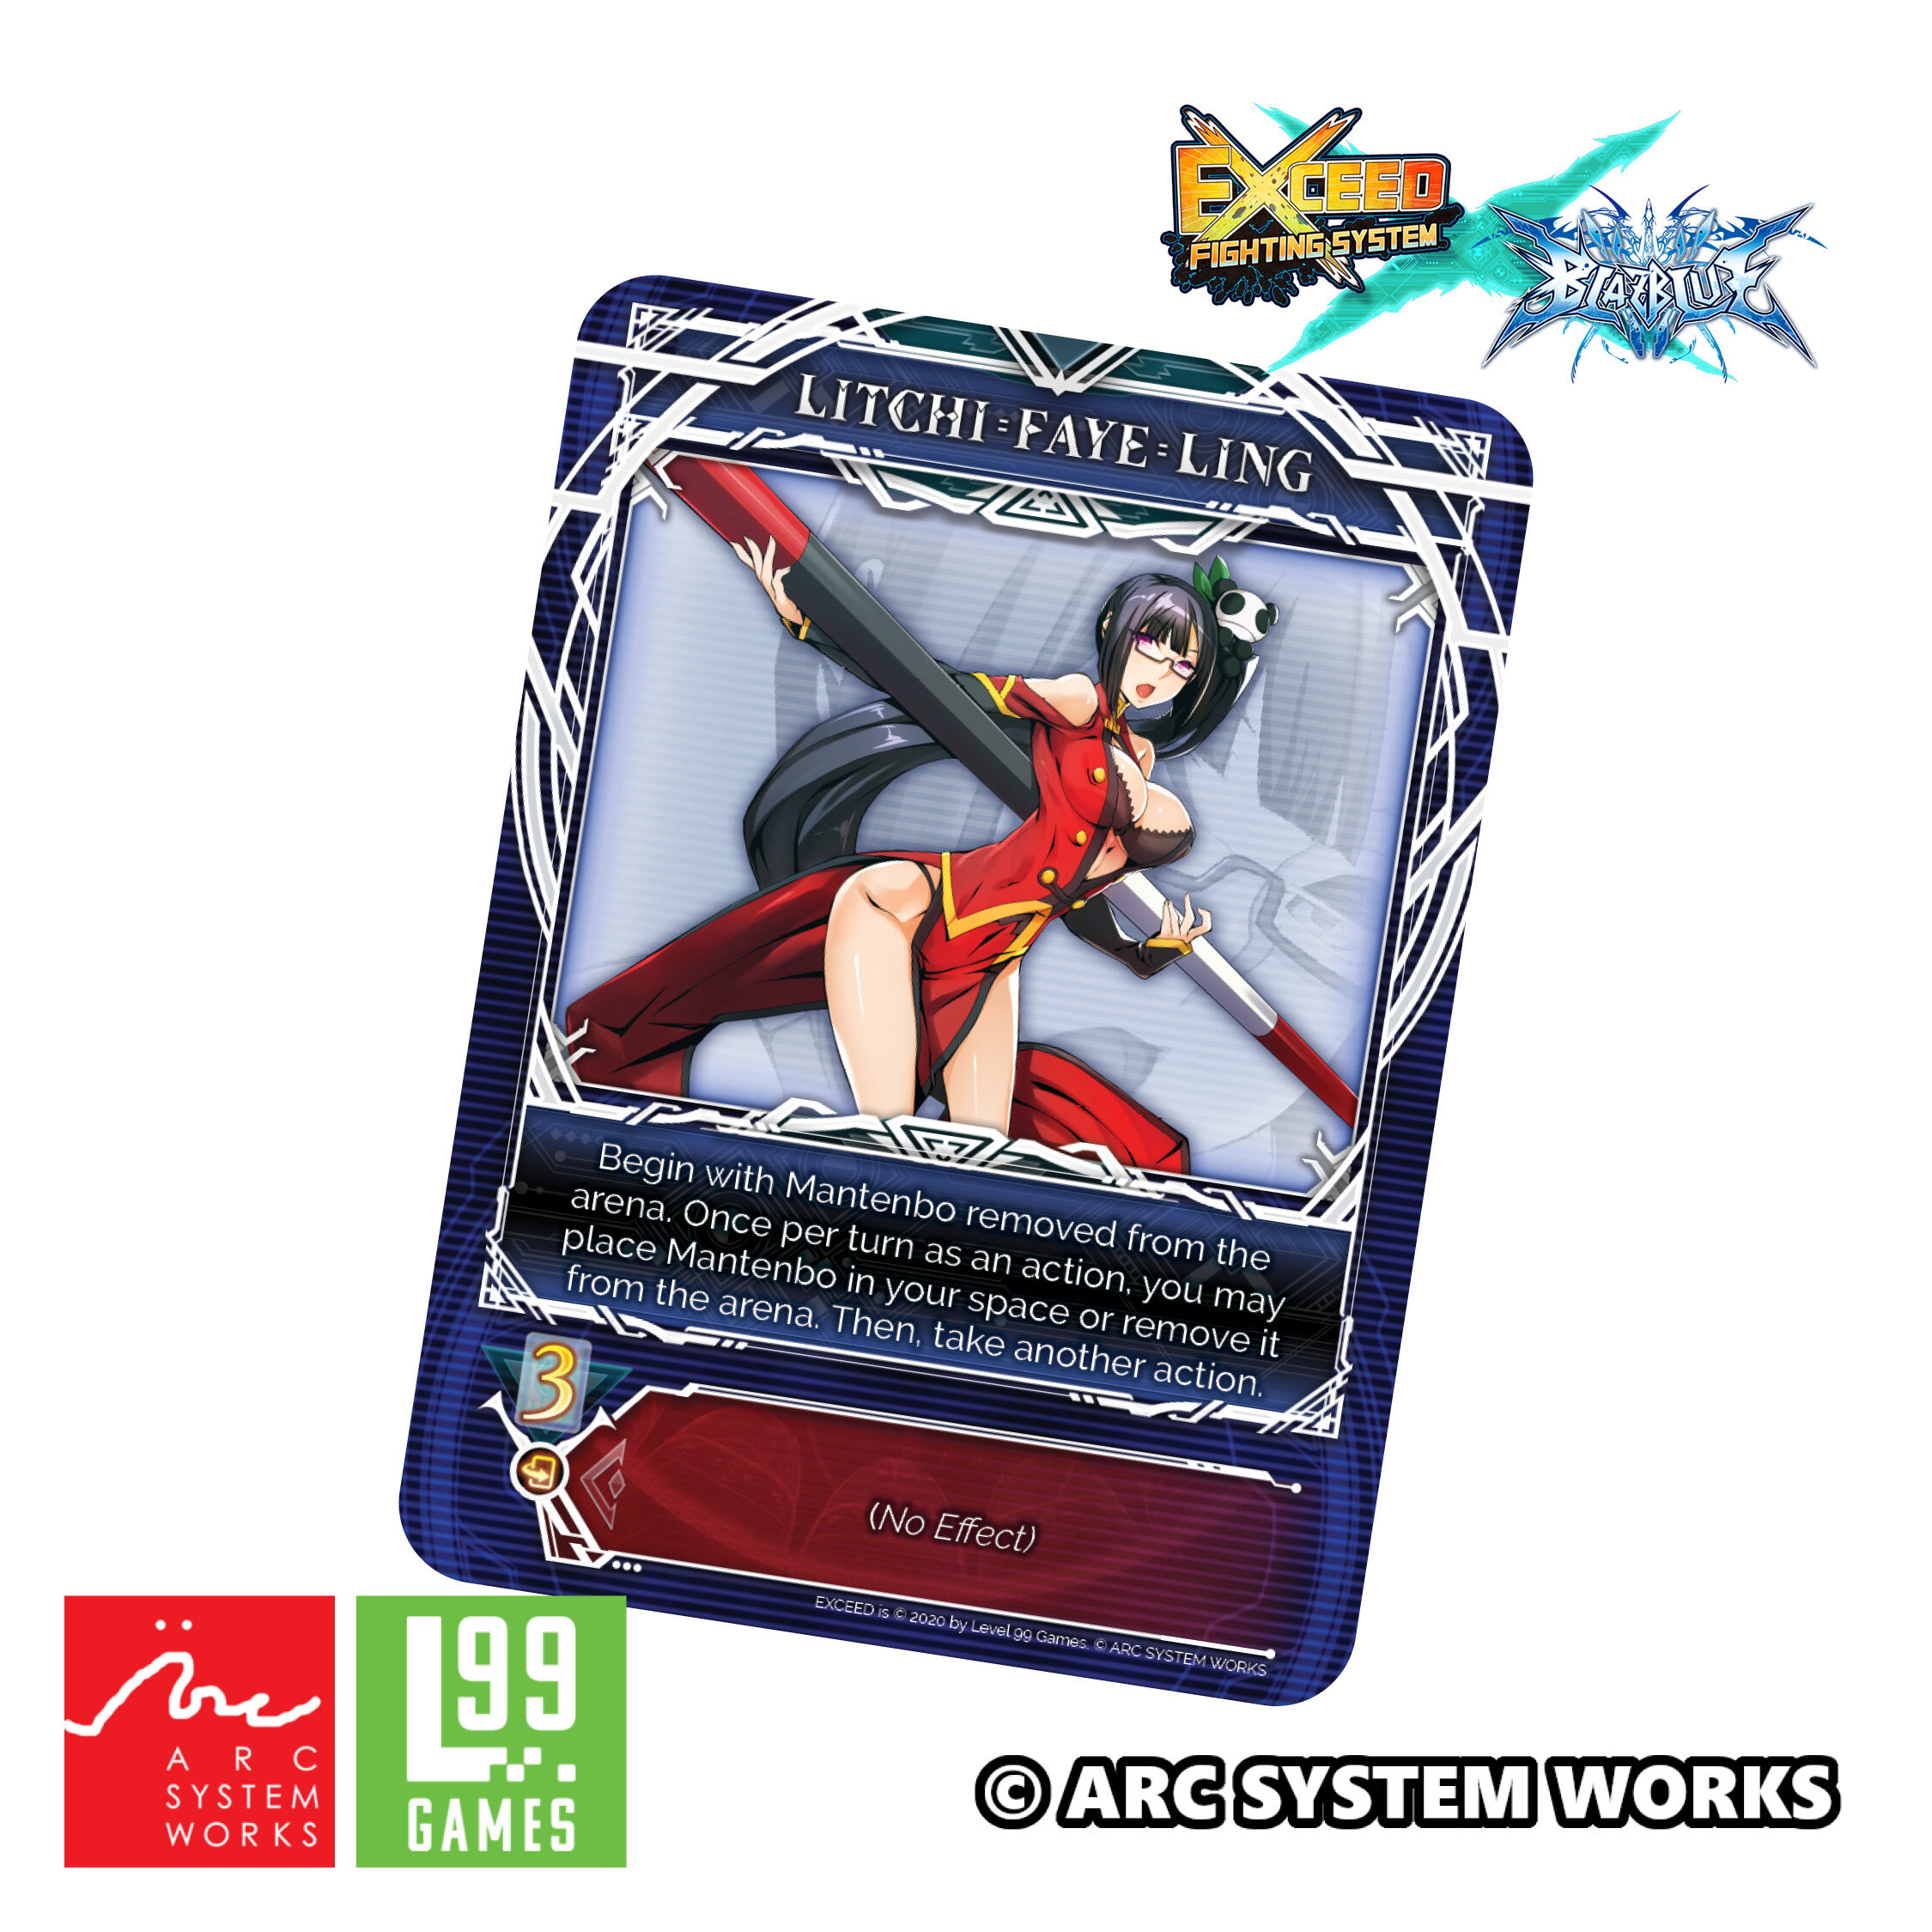 EXCEED
FIGHTING SYSTEM
BLAZBLUE
LITCHI=FAYE=LING
Begin with Mantenbo removed from the
arena. Once per turn as an action, you may
place Mantenbo in your space or remove it
from the arena. Then, take another action.
3
(No Effect)
EXCEED is © 2020 by Level 99 Games. © ARC SYSTEM WORKS
Arc
ARC
SYSTEM
WORKS
L99
GAMES
© ARC SYSTEM WORKS